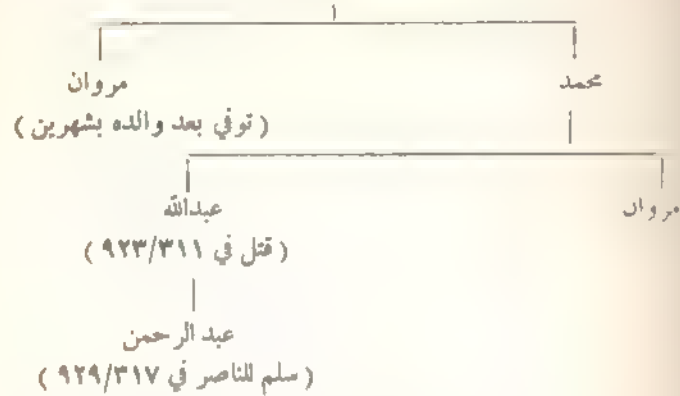 محمد مروان
( توفي بعد والده بشهرين )
مروان عبدالله
( قتل في ٩٢٣/٣١١ )
عبد الرحمن
( سلم للناصر في ٩٢٩/٣١٧ )